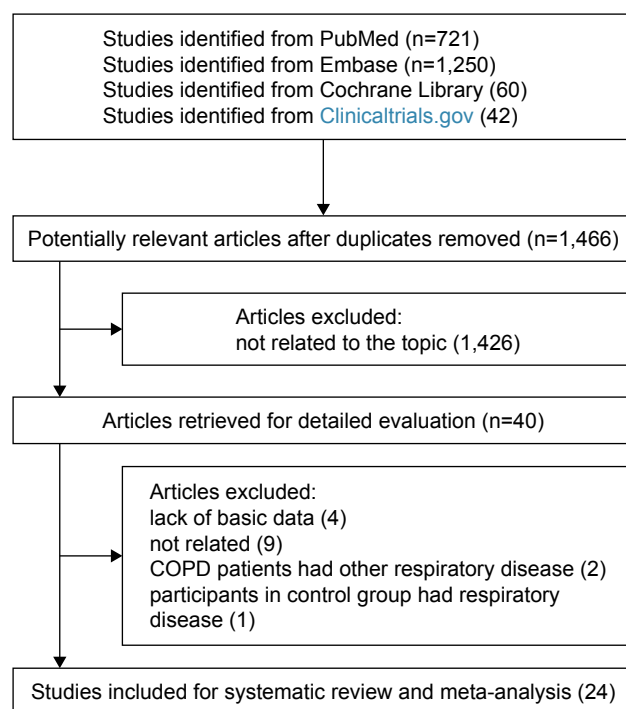 Studies identified from PubMed (n=721)
Studies identified from Embase (n=1,250)
Studies identified from Cochrane Library (60)
Studies identified from Clinicaltrials.gov (42)
Potentially relevant articles after duplicates removed (n=1,466)
Articles excluded:
not related to the topic (1,426)
Articles retrieved for detailed evaluation (n=40)
Articles excluded:
lack of basic data (4)
not related (9)
COPD patients had other respiratory disease (2)
participants in control group had respiratory
disease (1)
Studies included for systematic review and meta-analysis (24)